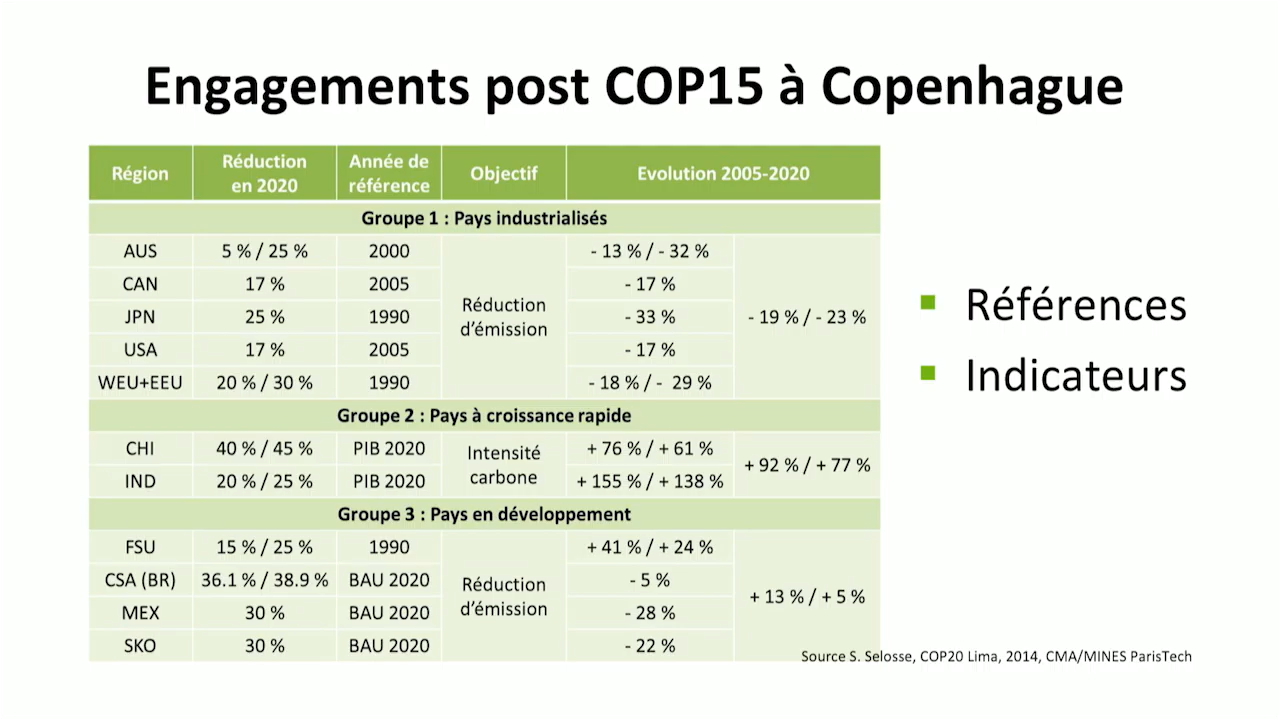 Engagements post COP15 à Copenhague
Région Réduction en 2020 Année de référence Objectif Evolution 2005-2020
Groupe 1 : Pays industrialisés
AUS 5 % / 25 % 2000 Réduction d’émission - 13 % / - 32 % - 19 % / - 23 %
CAN 17 % 2005 - 17 %
JPN 25 % 1990 - 33 %
USA 17 % 2005 - 17 %
WEU+EEU 20 % / 30 % 1990 - 18 % / - 29 %
Groupe 2 : Pays à croissance rapide
CHI 40 % / 45 % PIB 2020 Intensité carbone + 76 % / + 61 % + 92 % / + 77 %
IND 20 % / 25 % PIB 2020 + 155 % / + 138 %
Groupe 3 : Pays en développement
FSU 15 % / 25 % 1990 Réduction d’émission + 41 % / + 24 % + 13 % / + 5 %
CSA (BR) 36.1 % / 38.9 % BAU 2020 - 5 %
MEX 30 % BAU 2020 - 28 %
SKO 30 % BAU 2020 - 22 %
Références
Indicateurs
Source S. Selosse, COP20 Lima, 2014, CMA/MINES ParisTech